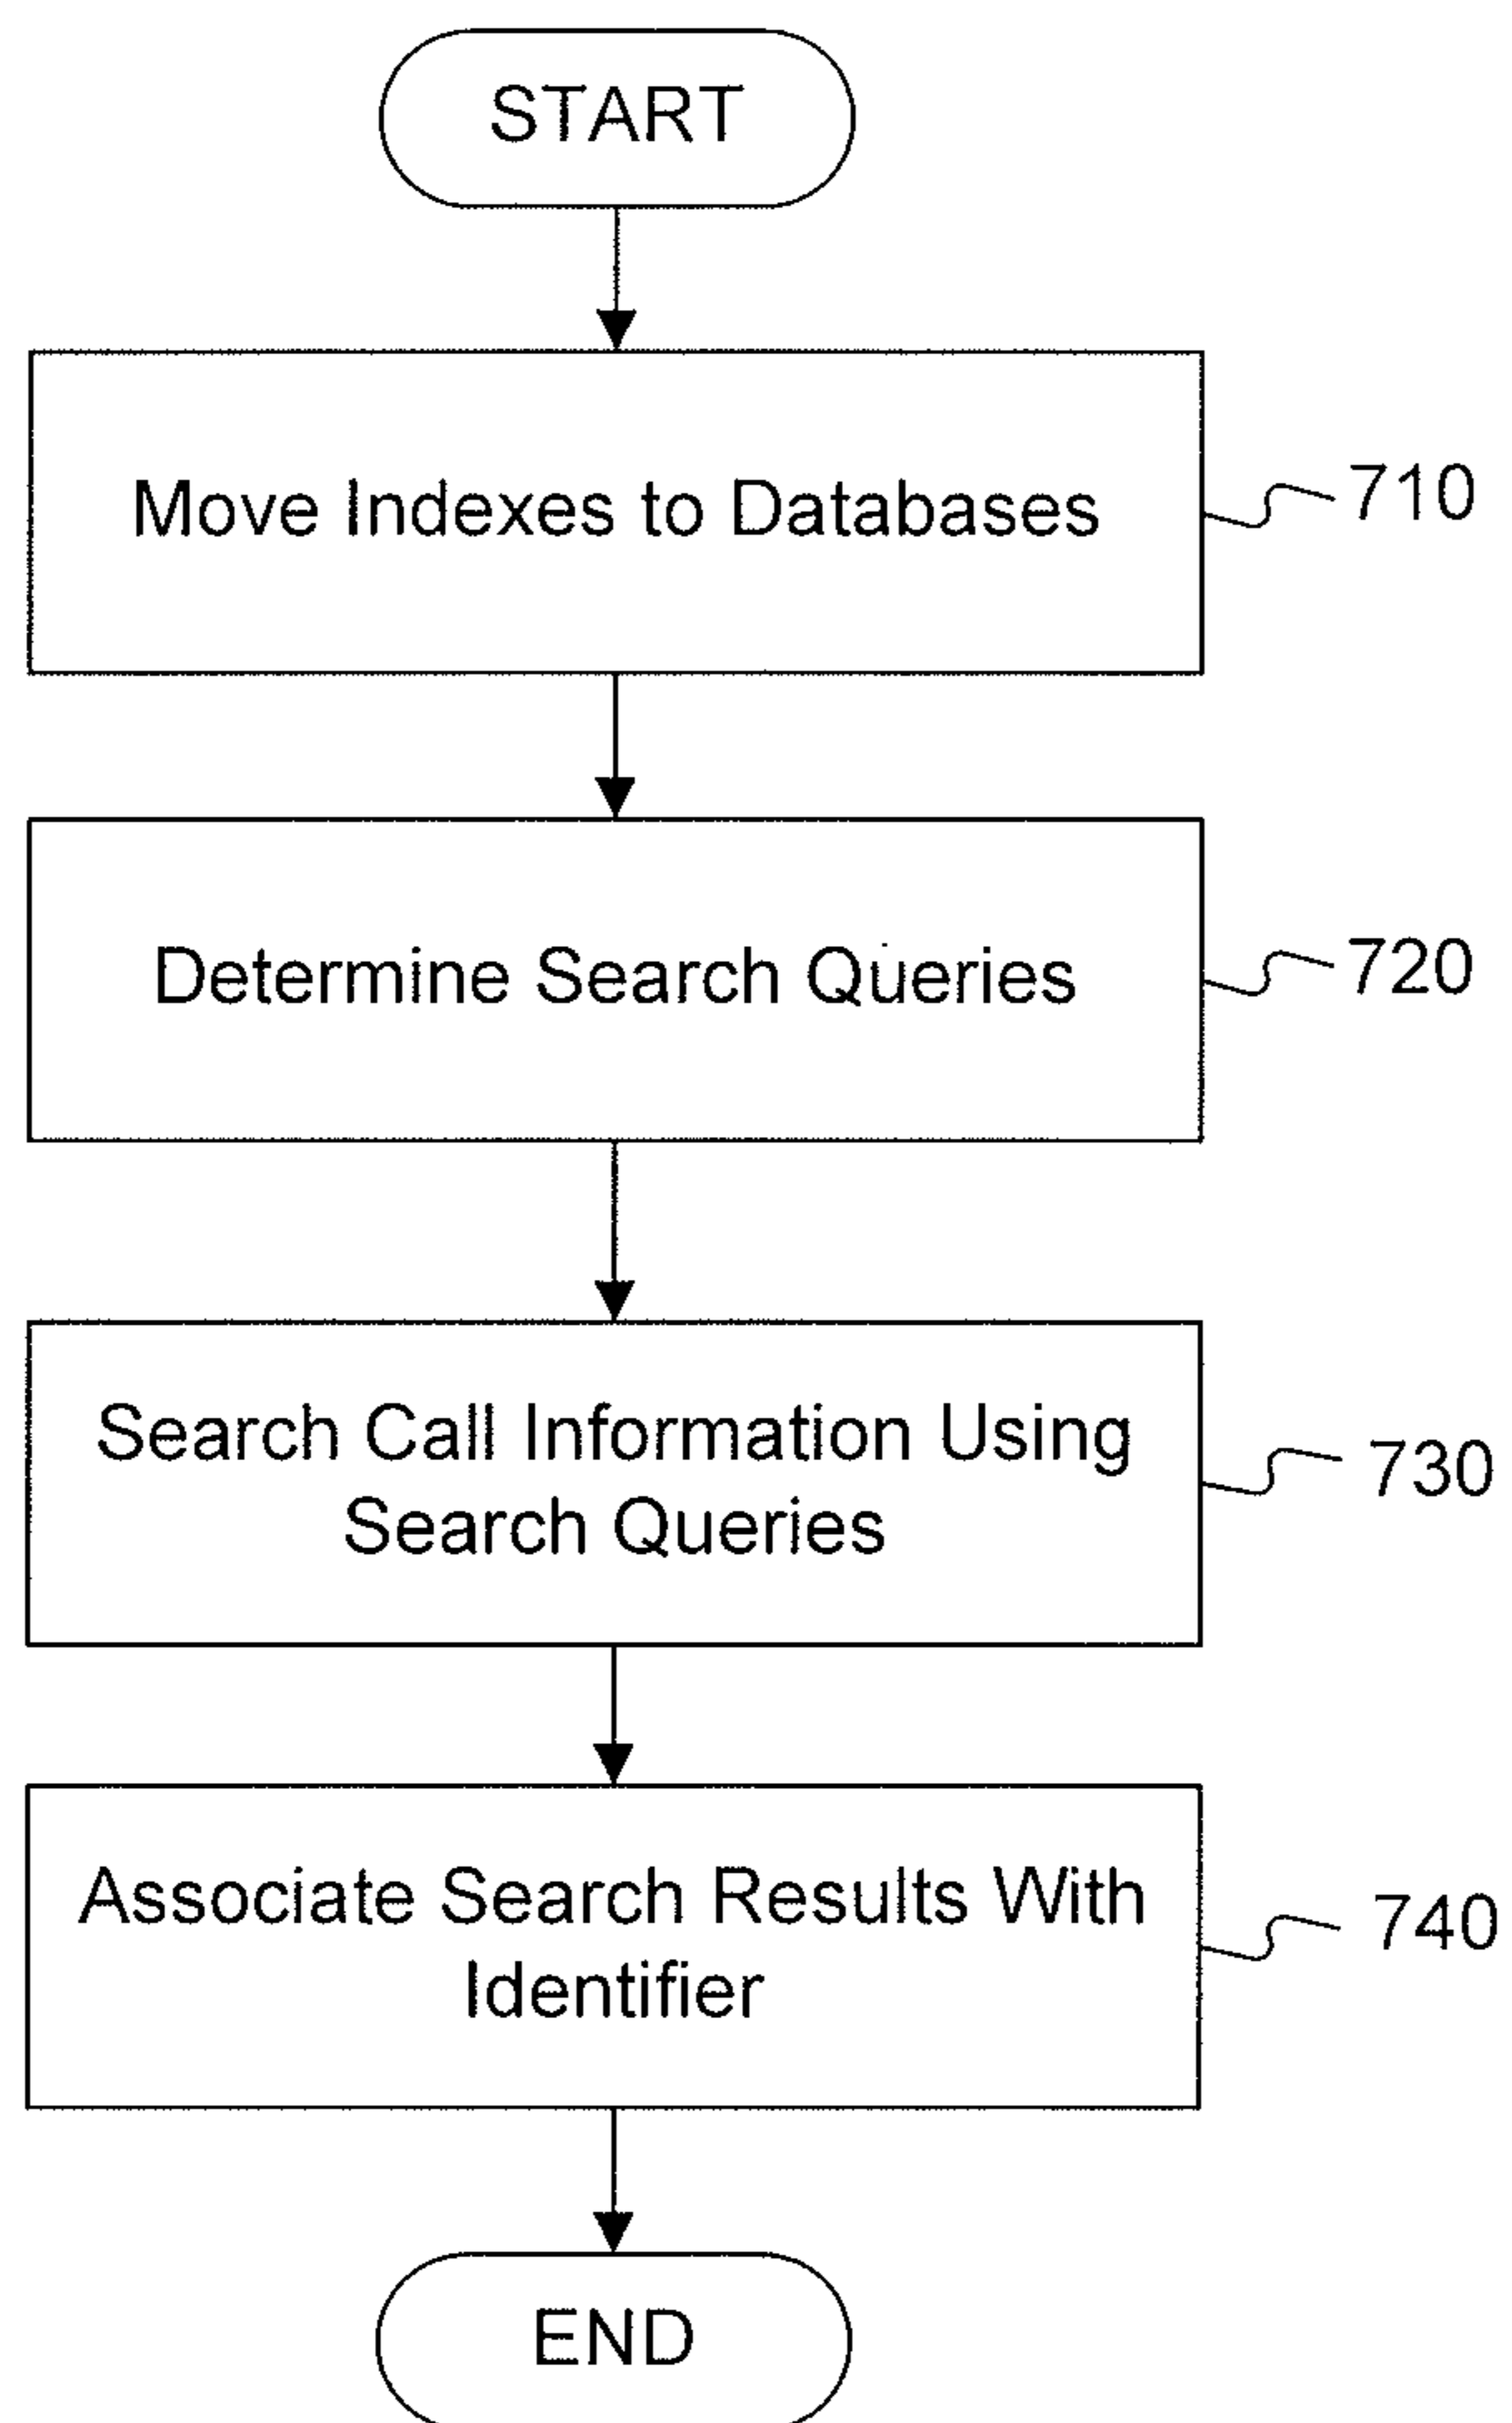 START
Move Indexes to Databases
710
Determine Search Queries
720
Search Call Information Using
Search Queries
730
Associate Search Results With
Identifier
740
END